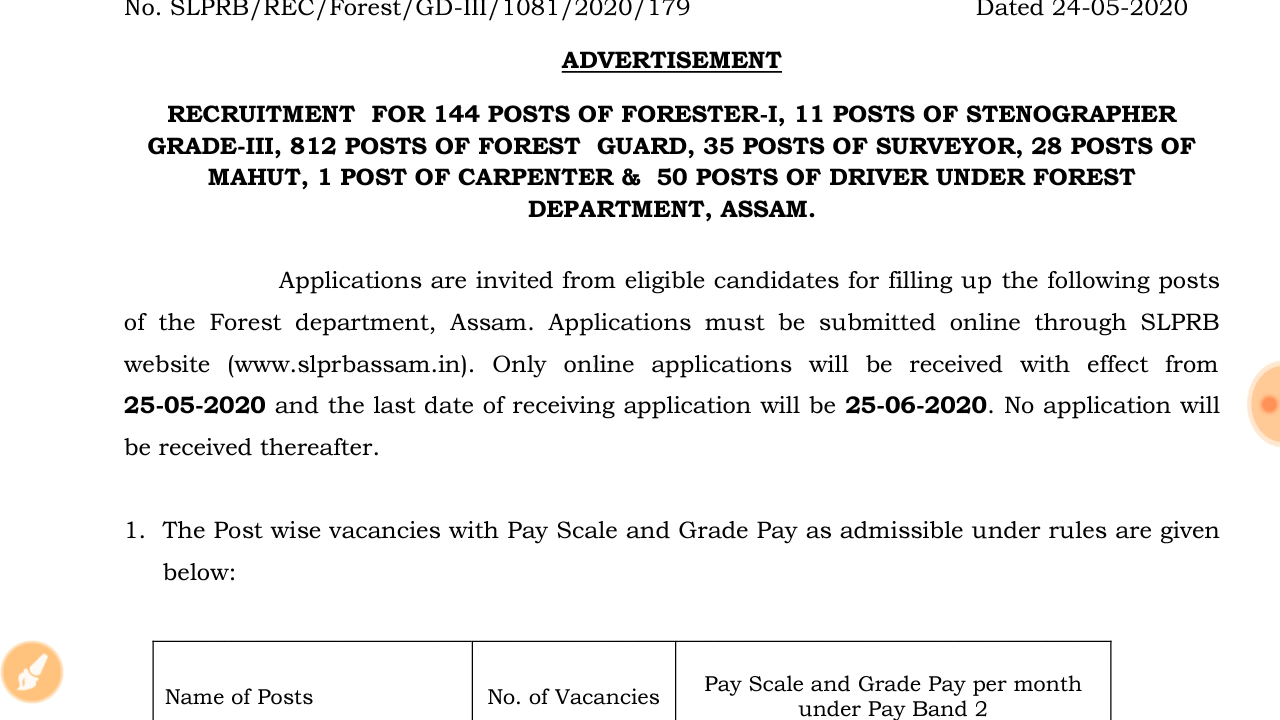 No. SLPRB/REC/Forest/GD-III/1081/2020/179 Dated 24-05-2020
ADVERTISEMENT
RECRUITMENT FOR 144 POSTS OF FORESTER-I, 11 POSTS OF STENOGRAPHER
GRADE-III, 812 POSTS OF FOREST GUARD, 35 POSTS OF SURVEYOR, 28 POSTS OF
MAHUT, 1 POST OF CARPENTER & 50 POSTS OF DRIVER UNDER FOREST
DEPARTMENT, ASSAM.
Applications are invited from eligible candidates for filling up the following posts
of the Forest department, Assam. Applications must be submitted online through SLPRB
website (www.slprbassam.in). Only online applications will be received with effect from
25-05-2020 and the last date of receiving application will be 25-06-2020. No application will
be received thereafter.
1. The Post wise vacancies with Pay Scale and Grade Pay as admissible under rules are given
below:
Name of Posts No. of Vacancies Pay Scale and Grade Pay per month
under Pay Band 2